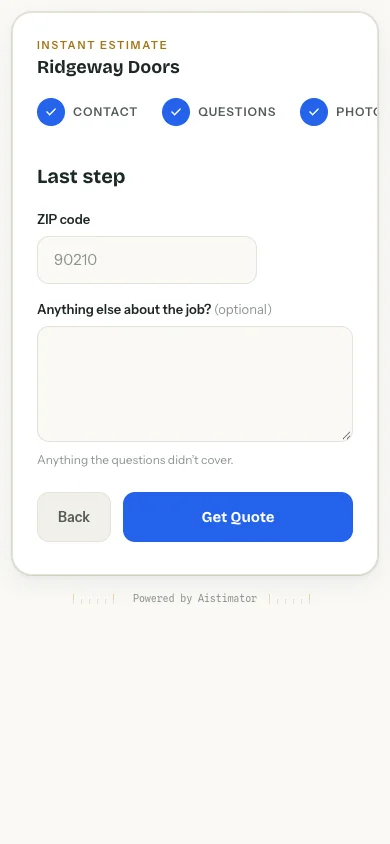 INSTANT ESTIMATE
Ridgeway Doors
CONTACT QUESTIONS PHOTO
Last step
ZIP code
90210
Anything else about the job? (optional)
Anything the questions didn't cover.
Back Get Quote
Powered by Aistimator